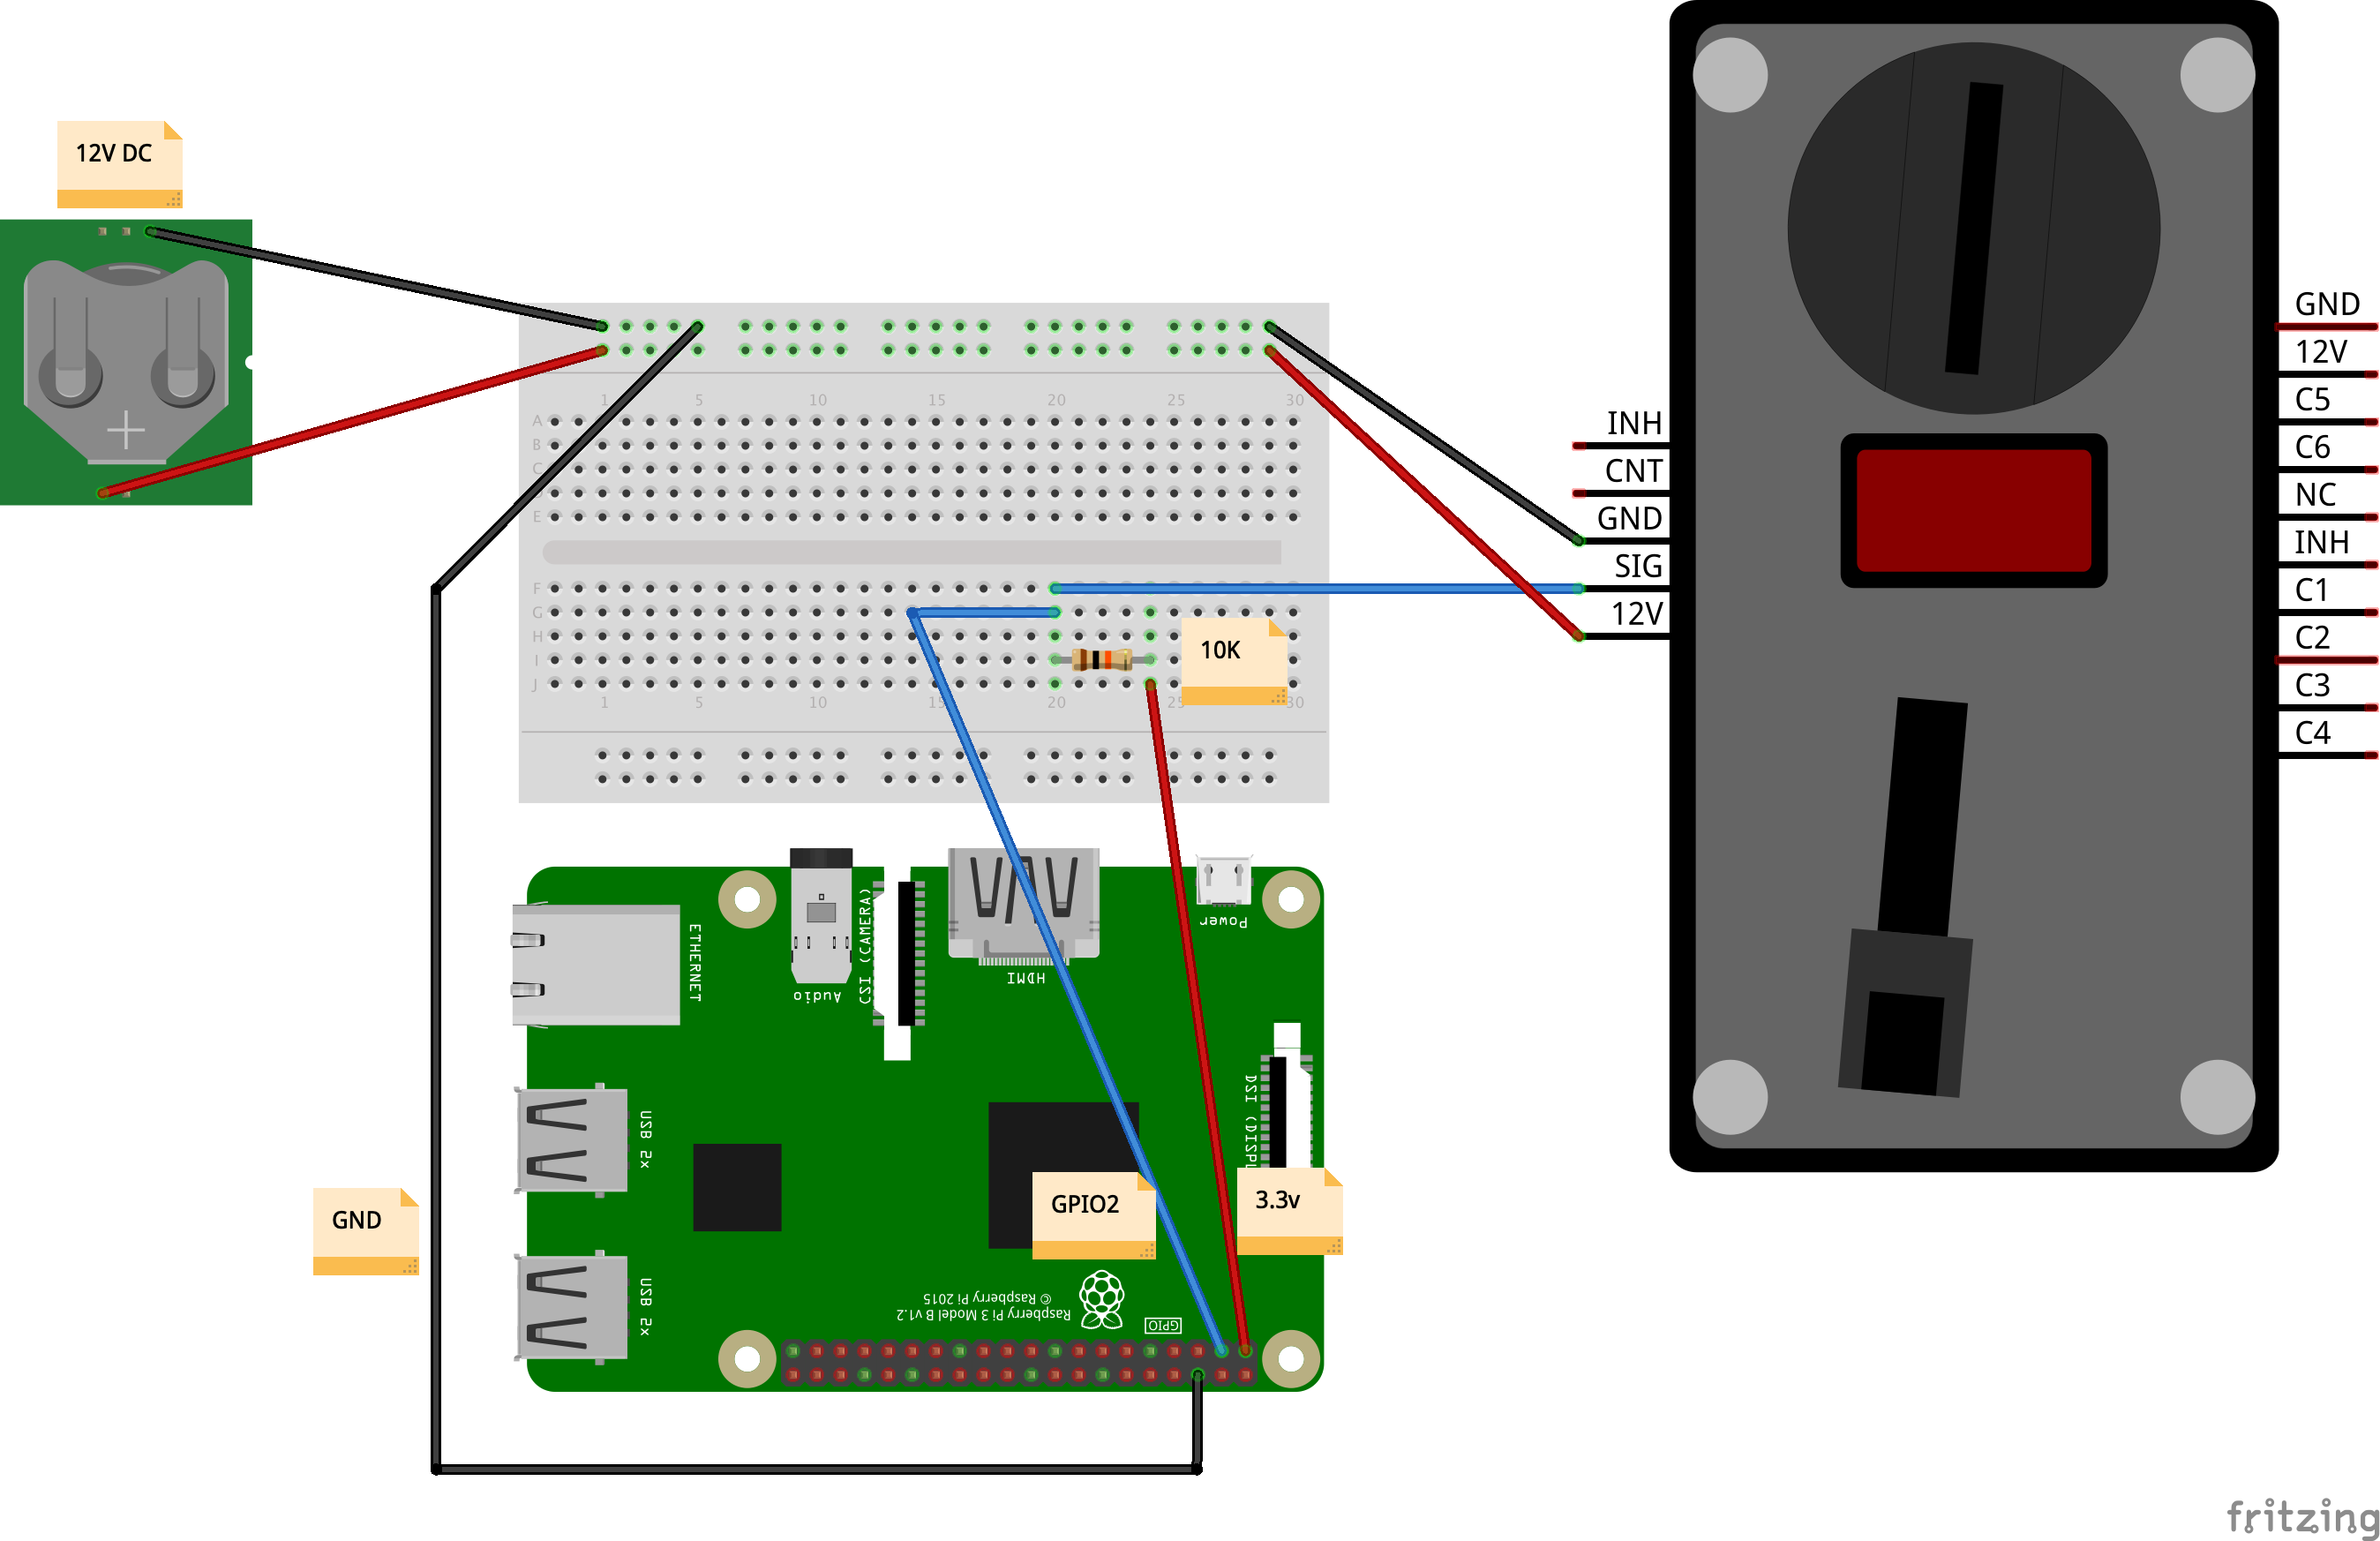 12V DC
1 5 10 15 20 25 30
A
B
C
E
F
G
H
I
J
1 5 10 15 20 25 30
10K
INH
CNT
GND
SIG
12V
GND
12V
C5
C6
NC
INH
C1
C2
C3
C4
ETHERNET
Audio
CSI (CAMERA)
HDMI
Power
USB 2x
USB 2x
GND
GPIO2
3.3v
Raspberry Pi 3 Model B v1.2
© Raspberry Pi 2015
GPIO
fritzing